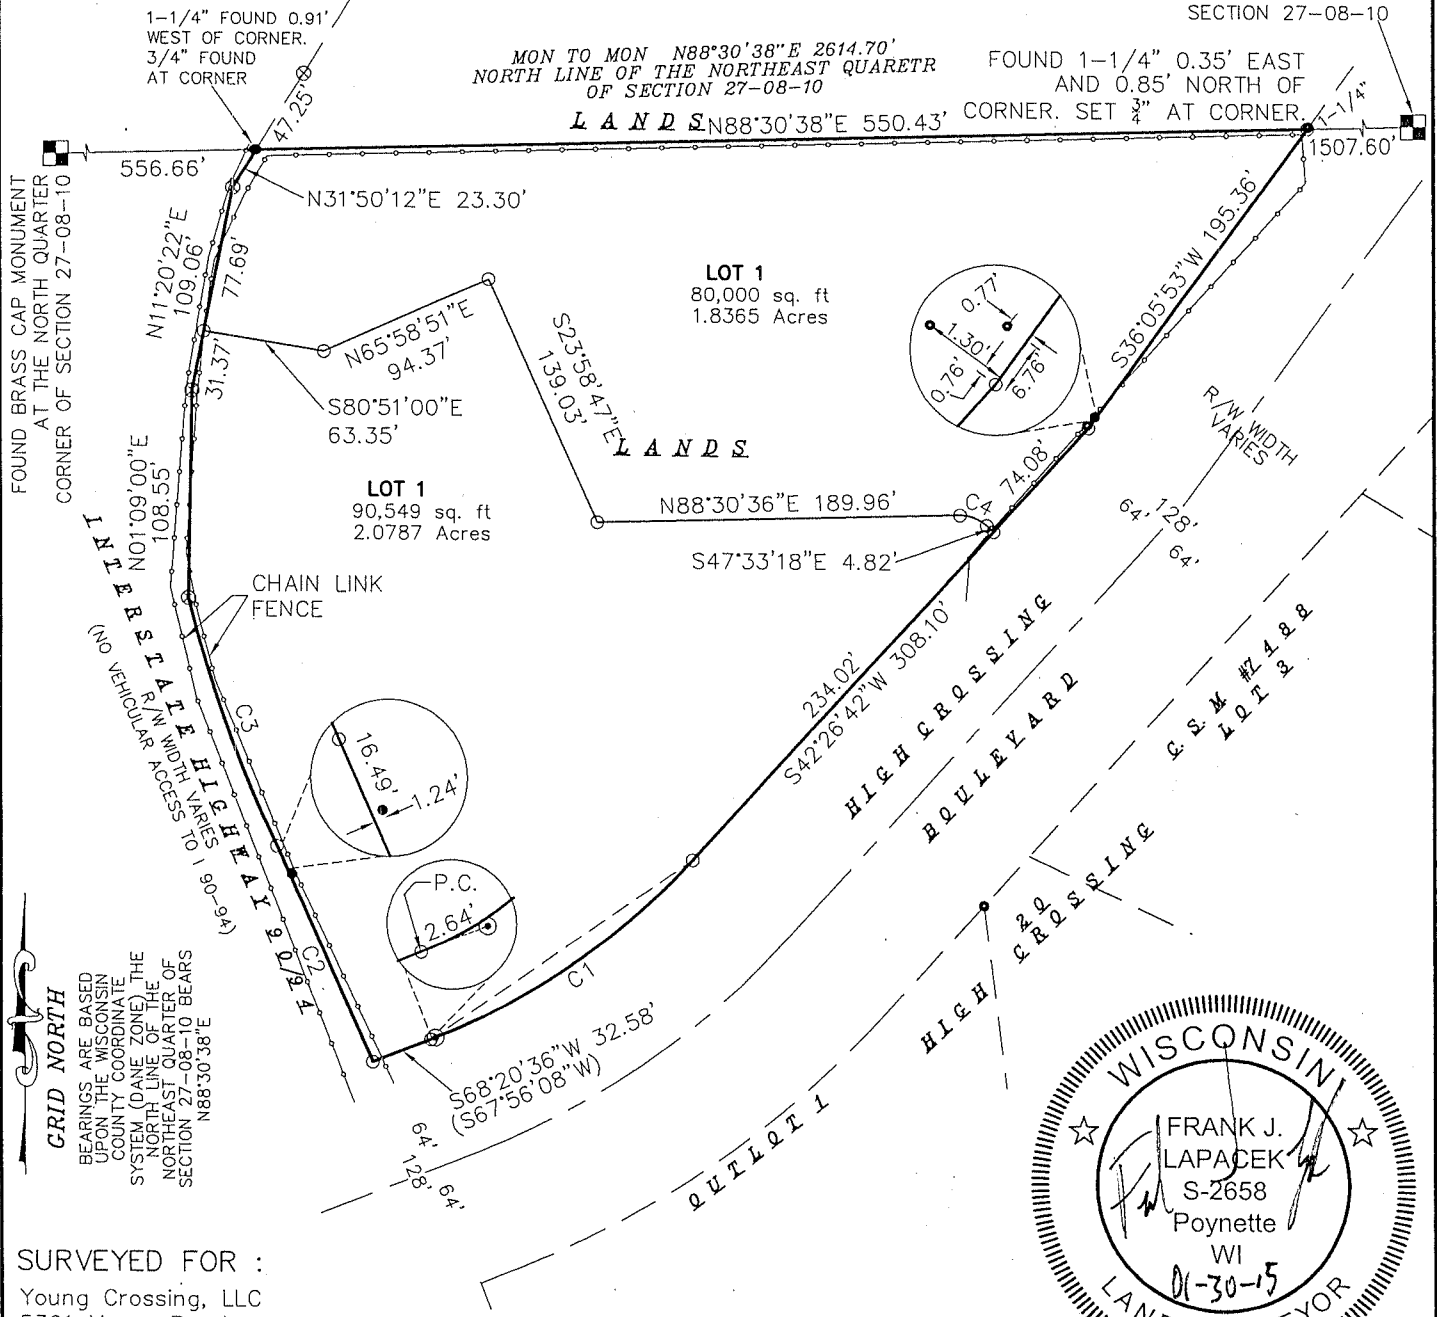 1-1/4" FOUND 0.91'
WEST OF CORNER.
3/4" FOUND
AT CORNER
47.25'
MON TO MON N88°30'38"E 2614.70'
NORTH LINE OF THE NORTHEAST QUARETR
OF SECTION 27-08-10
SECTION 27-08-10
FOUND 1-1/4" 0.35' EAST
AND 0.85' NORTH OF
CORNER. SET 3/4" AT CORNER.
1-1/4"
LANDS
N88°30'38"E 550.43'
556.66'
1507.60'
FOUND BRASS CAP MONUMENT
AT THE NORTH QUARTER
CORNER OF SECTION 27-08-10
N31°50'12"E 23.30'
N11°20'22"E
109.06'
77.69'
31.37'
N65°58'51"E
94.37'
S80°51'00"E
63.35'
S23°58'47"E
139.03'
LOT 1
80,000 sq. ft
1.8365 Acres
0.77'
1.30'
0.76'
6.76'
S36°05'53"W 195.36'
R/W WIDTH
VARIES
LANDS
74.08'
N88°30'36"E 189.96'
C4
S47°33'18"E 4.82'
LOT 1
90,549 sq. ft
2.0787 Acres
N01°09'00"E
108.55'
CHAIN LINK
FENCE
INTERSTATE HIGHWAY 90/94
R/W WIDTH VARIES
(NO VEHICULAR ACCESS TO I 90-94)
C3
16.49'
1.24'
P.C.
2.64'
C2
C1
234.02'
S42°26'42"W 308.10'
64'
128'
64'
HIGH CROSSING
BOULEVARD
C.S.M. #7488
LOT 3
HIGH CROSSING
20
S68°20'36"W 32.58'
(S67°56'08"W)
64'
128'
64'
OUTLOT 1
GRID NORTH
BEARINGS ARE BASED
UPON THE WISCONSIN
COUNTY COORDINATE
SYSTEM (DANE ZONE) THE
NORTH LINE OF THE
NORTHEAST QUARTER OF
SECTION 27-08-10 BEARS
N88°30'38"E
WISCONSIN
FRANK J.
LAPACEK
S-2658
Poynette
WI
01-30-15
SURVEYED FOR :
Young Crossing, LLC